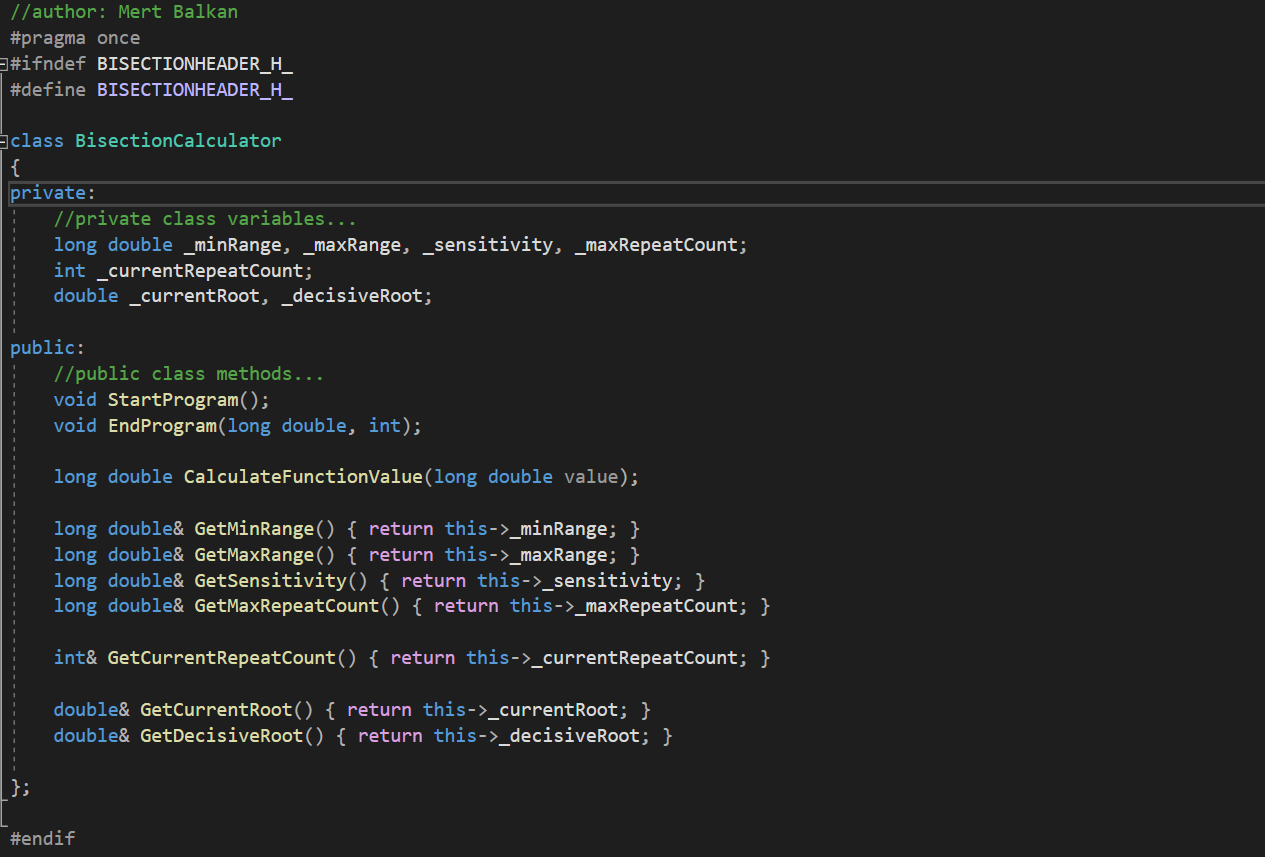 //author: Mert Balkan
#pragma once
#ifndef BISECTIONHEADER_H_
#define BISECTIONHEADER_H_
class BisectionCalculator
{
private:
//private class variables...
long double _minRange, _maxRange, _sensitivity, _maxRepeatCount;
int _currentRepeatCount;
double _currentRoot, _decisiveRoot;
public:
//public class methods...
void StartProgram();
void EndProgram(long double, int);
long double CalculateFunctionValue(long double value);
long double& GetMinRange() { return this->_minRange; }
long double& GetMaxRange() { return this->_maxRange; }
long double& GetSensitivity() { return this->_sensitivity; }
long double& GetMaxRepeatCount() { return this->_maxRepeatCount; }
int& GetCurrentRepeatCount() { return this->_currentRepeatCount; }
double& GetCurrentRoot() { return this->_currentRoot; }
double& GetDecisiveRoot() { return this->_decisiveRoot; }
};
#endif